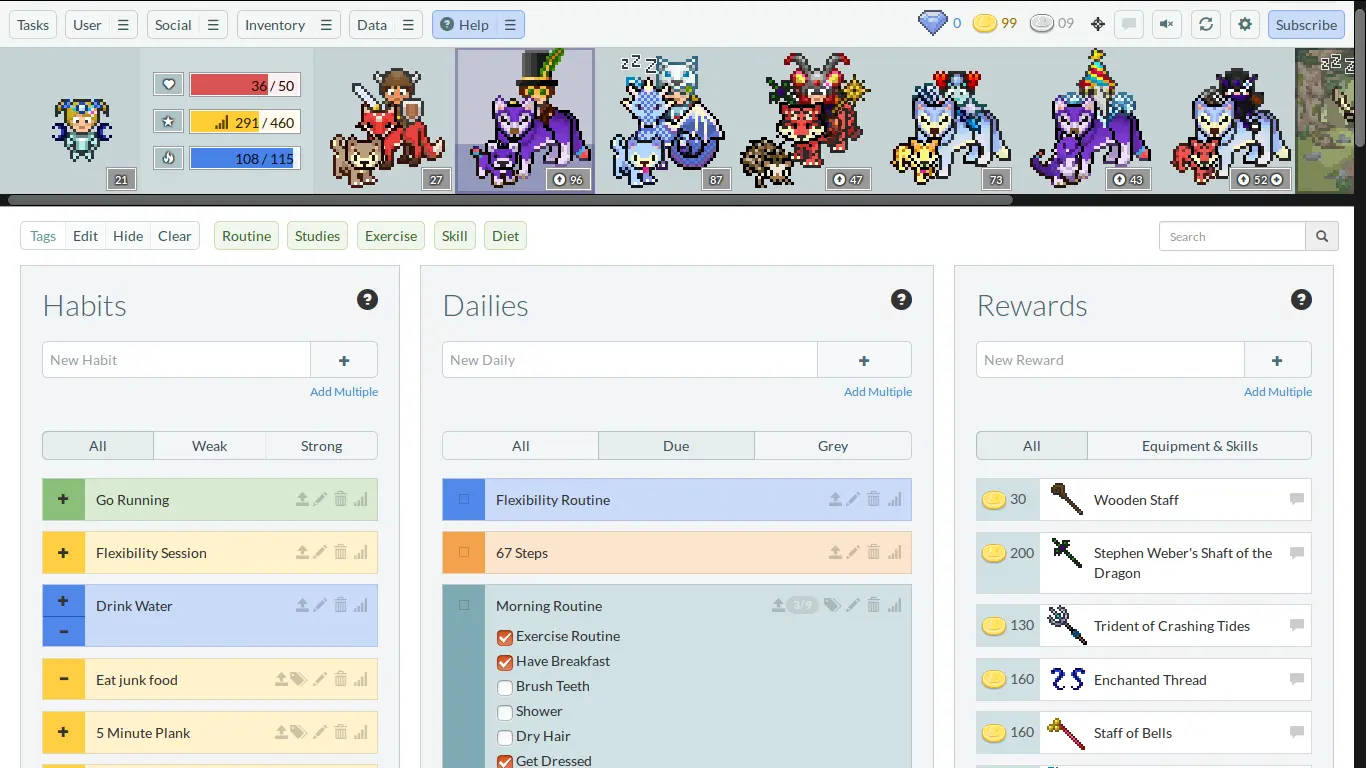 Tasks User Social Inventory Data Help 0 99 09 Subscribe
36 / 50
291 / 460
108 / 115
21 27 96 87 47 73 43 52
zZZ zZZ
Tags Edit Hide Clear Routine Studies Exercise Skill Diet Search
Habits
New Habit
Add Multiple
All Weak Strong
Go Running
Flexibility Session
Drink Water
Eat junk food
5 Minute Plank
Dailies
New Daily
Add Multiple
All Due Grey
Flexibility Routine
67 Steps
Morning Routine 3/9
Exercise Routine
Have Breakfast
Brush Teeth
Shower
Dry Hair
Get Dressed
Rewards
New Reward
Add Multiple
All Equipment & Skills
30 Wooden Staff
200 Stephen Weber's Shaft of the
Dragon
130 Trident of Crashing Tides
160 Enchanted Thread
160 Staff of Bells